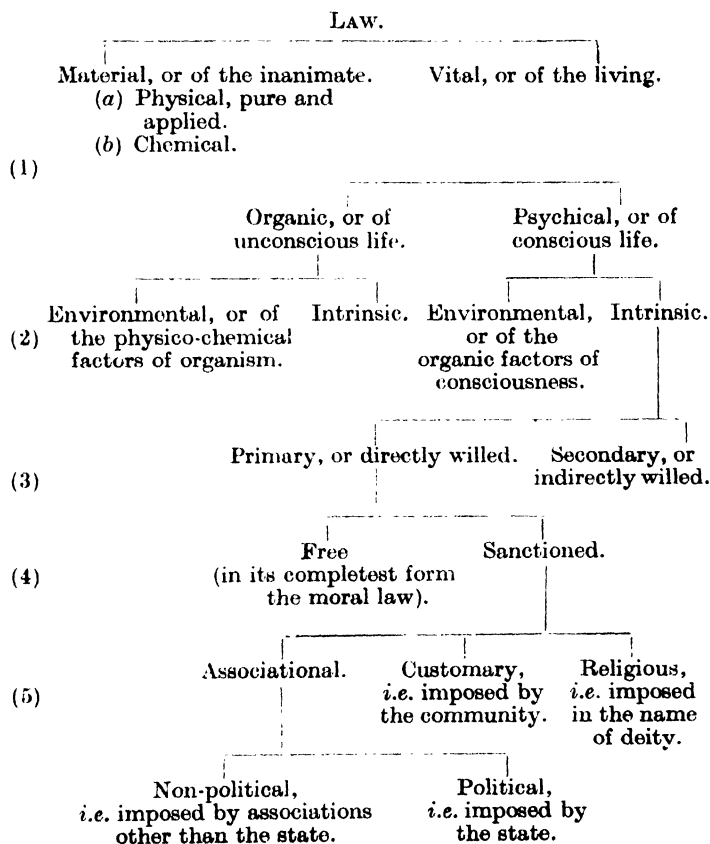 LAW.
Material, or of the inanimate. Vital, or of the living.
(a) Physical, pure and
applied.
(b) Chemical.
(1)
Organic, or of Psychical, or of
unconscious life. conscious life.
Environmental, or of Intrinsic. Environmental, Intrinsic.
(2) the physico-chemical or of the
factors of organism. organic factors of
consciousness.
Primary, or directly willed. Secondary, or
(3) indirectly willed.
Free Sanctioned.
(4) (in its completest form
the moral law).
Associational. Customary, Religious,
(5) i.e. imposed by i.e. imposed
the community. in the name
of deity.
Non-political, Political,
i.e. imposed by associations i.e. imposed by
other than the state. the state.